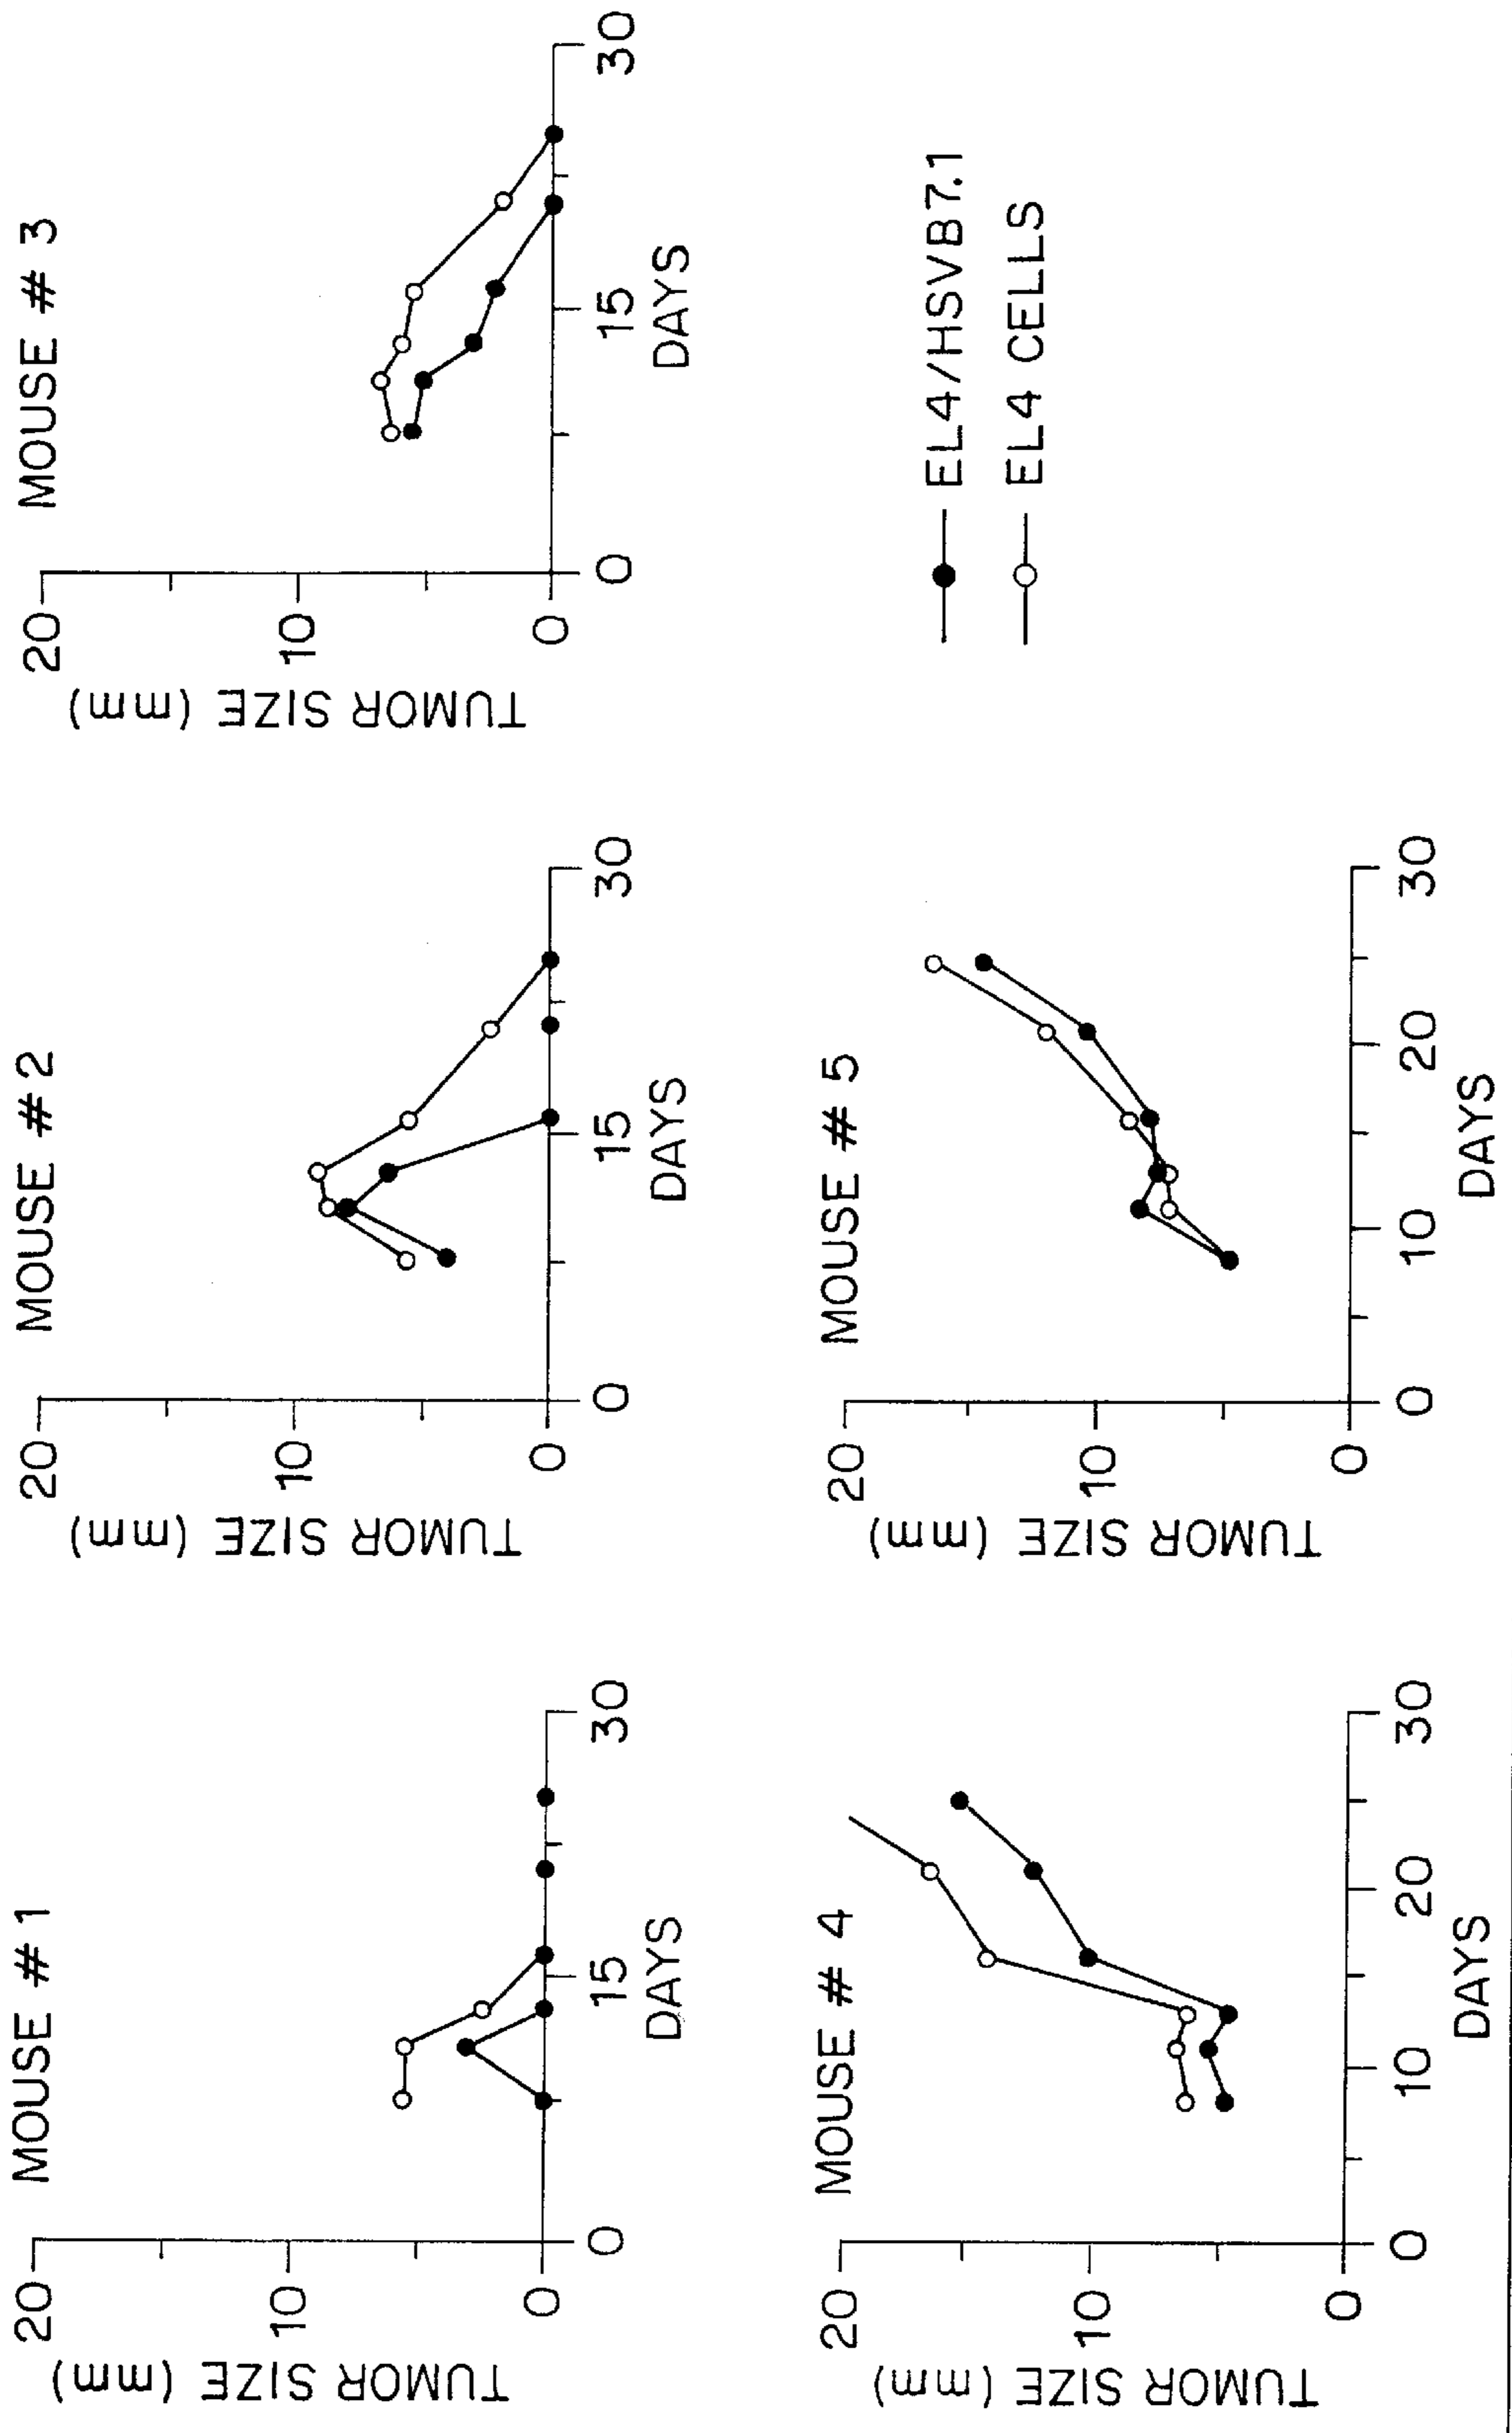 MOUSE # 1
TUMOR SIZE (mm)
20
10
0
0
15
30
DAYS
MOUSE # 2
TUMOR SIZE (mm)
20
10
0
0
15
30
DAYS
MOUSE # 3
TUMOR SIZE (mm)
20
10
0
0
15
30
DAYS
MOUSE # 4
TUMOR SIZE (mm)
20
10
0
0
10
20
30
DAYS
MOUSE # 5
TUMOR SIZE (mm)
20
10
0
0
10
20
30
DAYS
EL4/HSVB7.1
EL4 CELLS